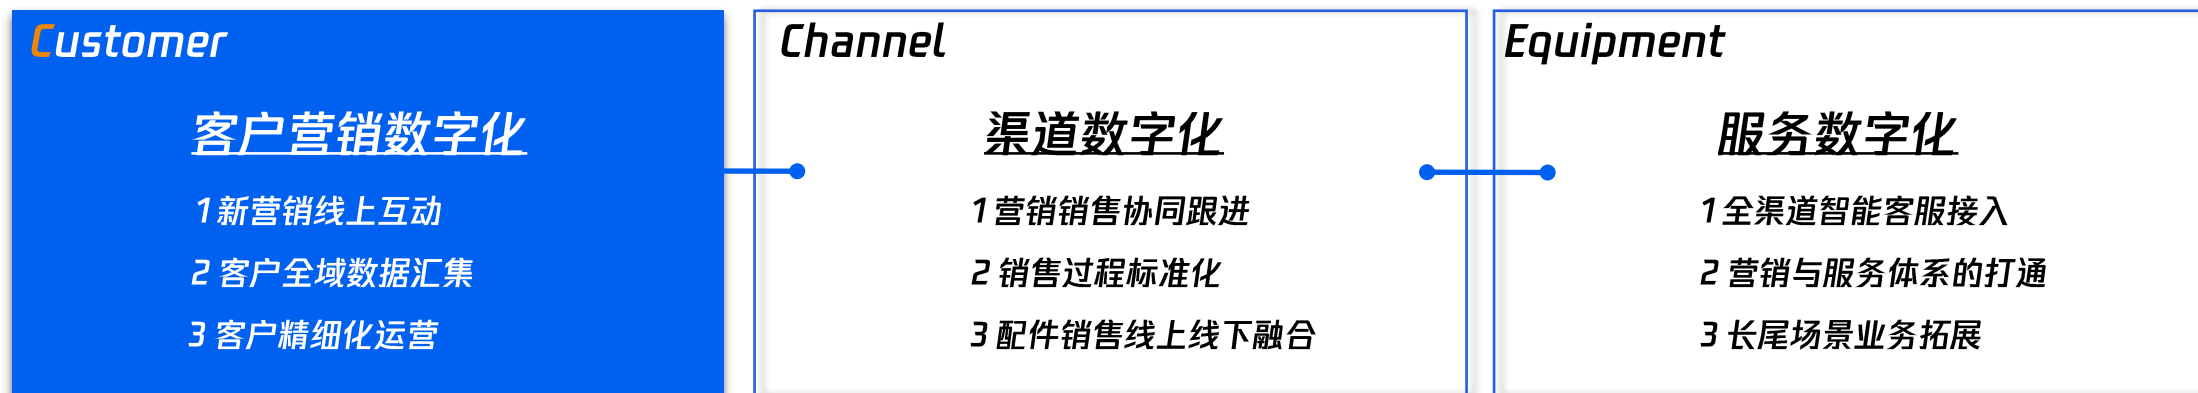 Customer
客户营销数字化
1 新营销线上互动
2 客户全域数据汇集
3 客户精细化运营
Channel
渠道数字化
1 营销销售协同跟进
2 销售过程标准化
3 配件销售线上线下融合
Equipment
服务数字化
1 全渠道智能客服接入
2 营销与服务体系的打通
3 长尾场景业务拓展